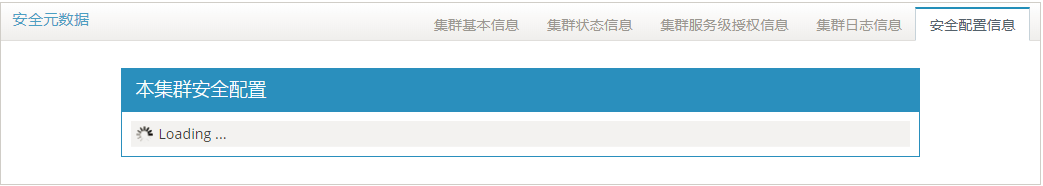 安全元数据
集群基本信息 集群状态信息 集群服务级授权信息 集群日志信息 安全配置信息
本集群安全配置
Loading ...